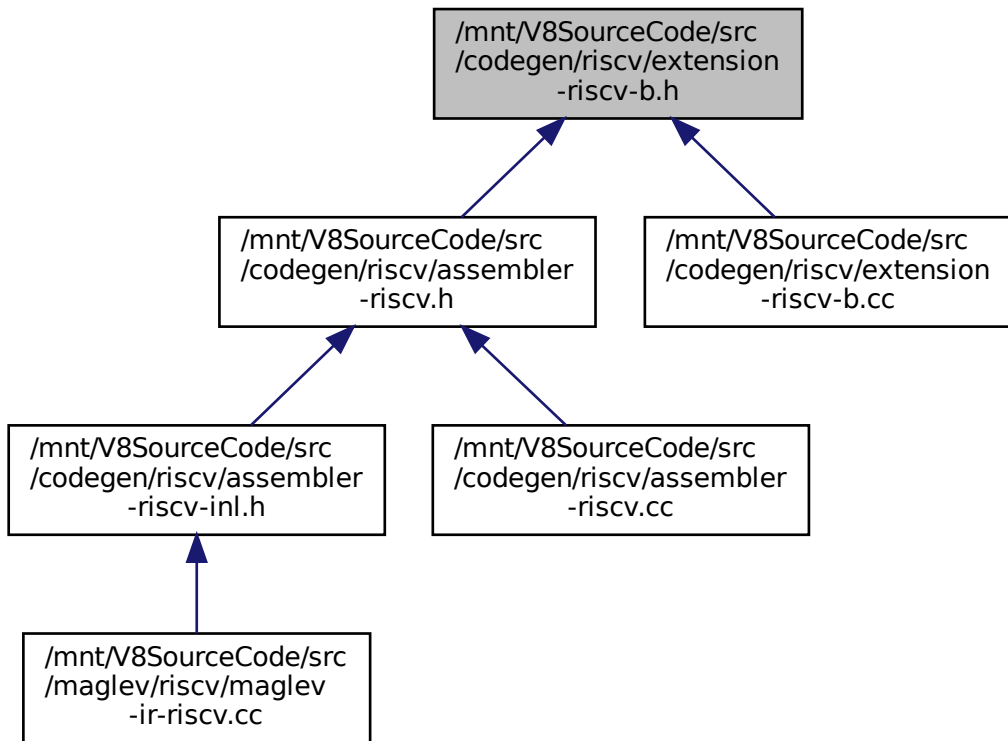 /mnt/V8SourceCode/src
/codegen/riscv/extension
-riscv-b.h
/mnt/V8SourceCode/src
/codegen/riscv/assembler
-riscv.h
/mnt/V8SourceCode/src
/codegen/riscv/extension
-riscv-b.cc
/mnt/V8SourceCode/src
/codegen/riscv/assembler
-riscv-inl.h
/mnt/V8SourceCode/src
/codegen/riscv/assembler
-riscv.cc
/mnt/V8SourceCode/src
/maglev/riscv/maglev
-ir-riscv.cc